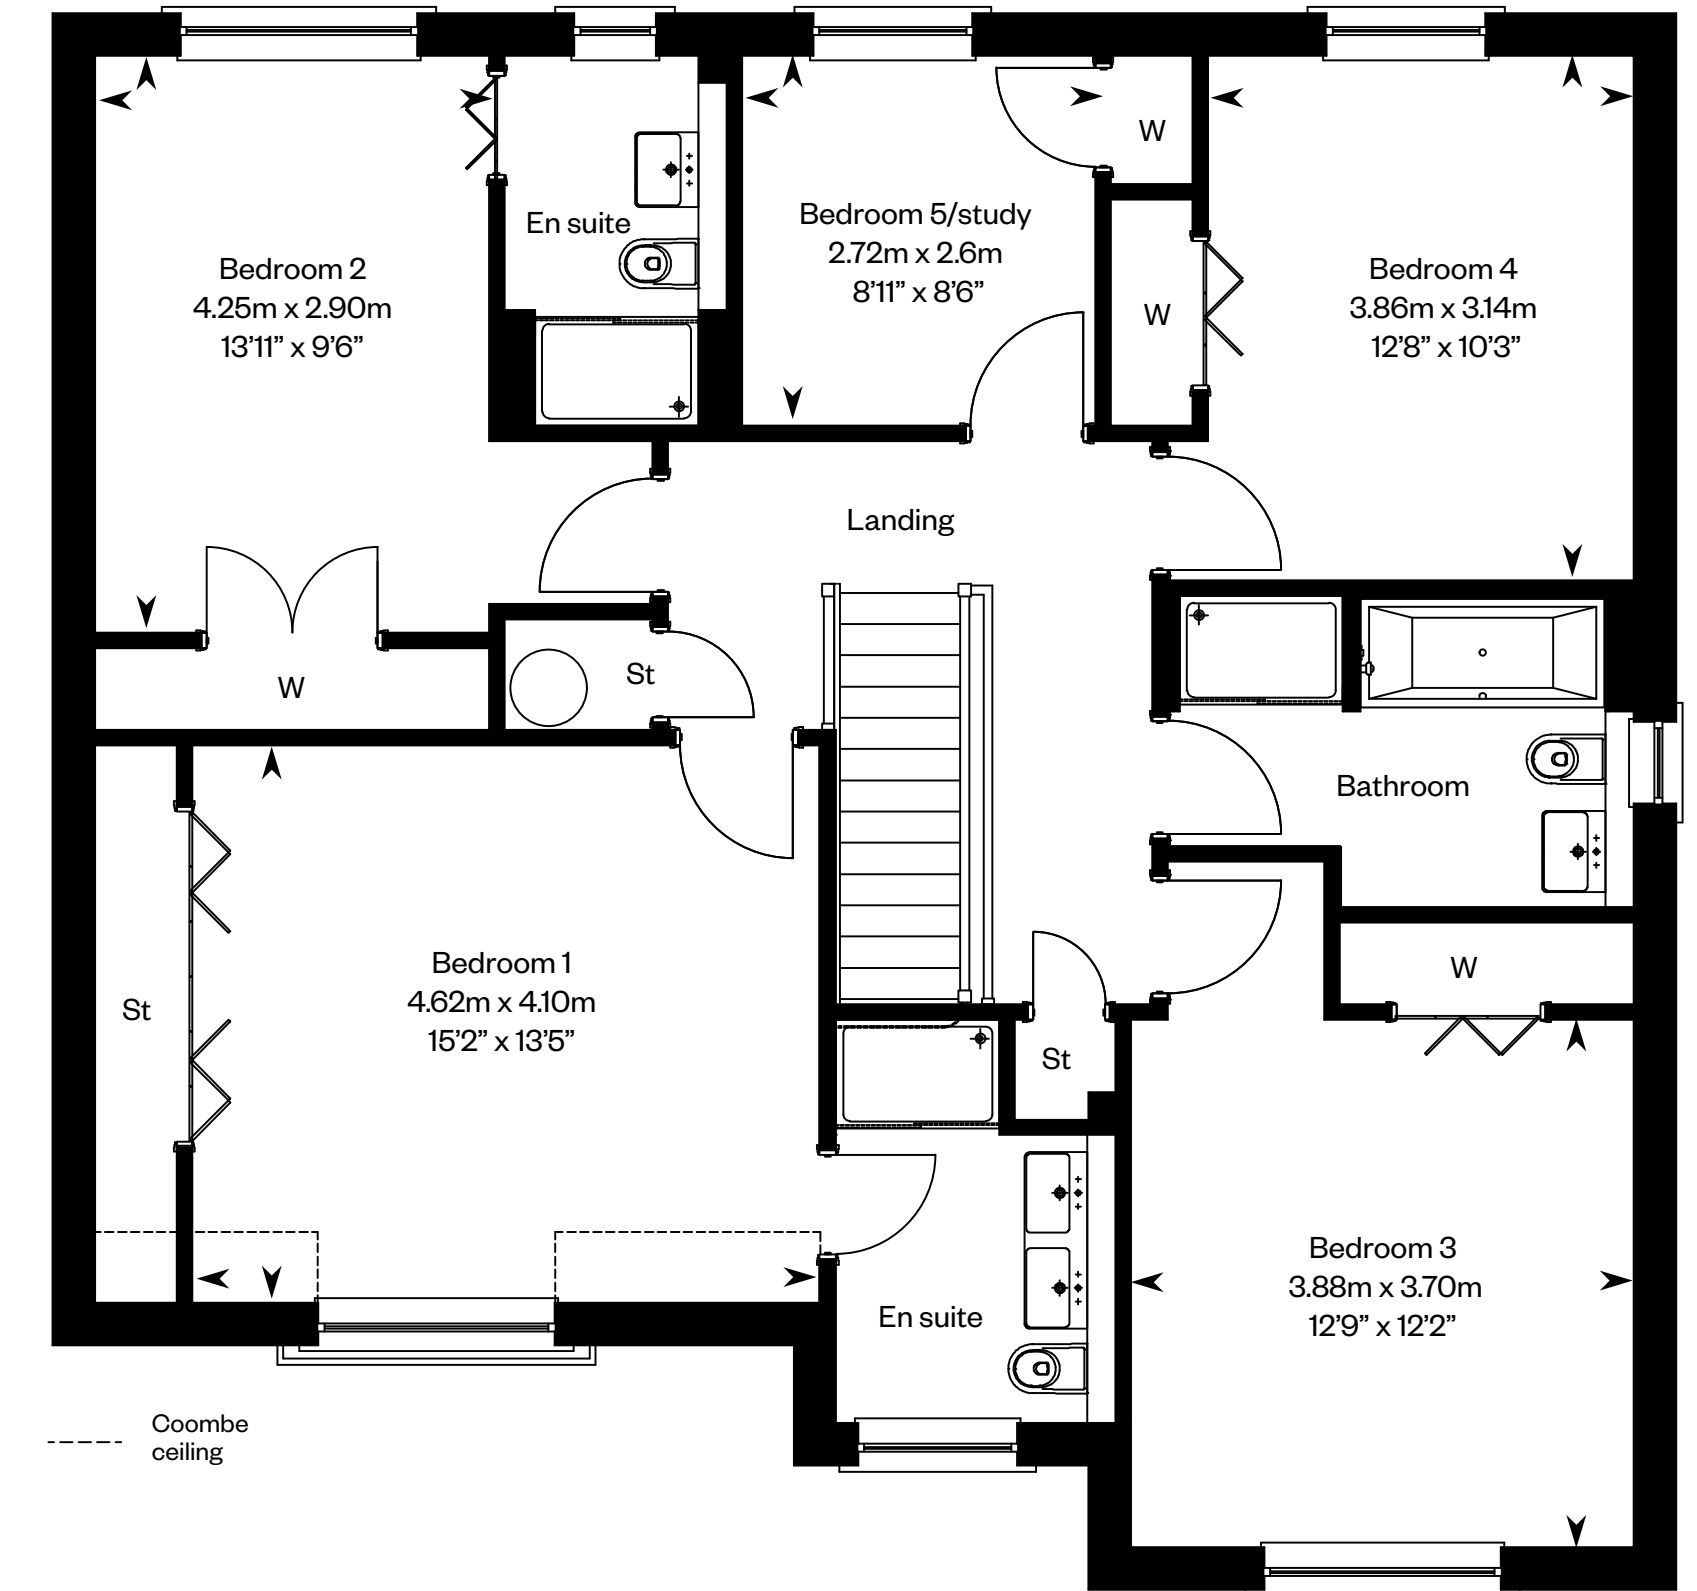 W
En suite
Bedroom 5/study
2.72m x 2.6m
8’11” x 8’6”
Bedroom 2
4.25m x 2.90m
13’11” x 9’6”
W
Bedroom 4
3.86m x 3.14m
12’8” x 10’3”
Landing
St
W
Bathroom
Bedroom 1
4.62m x 4.10m
15’2” x 13’5”
St
W
St
En suite
Bedroom 3
3.88m x 3.70m
12’9” x 12’2”
Coombe
ceiling